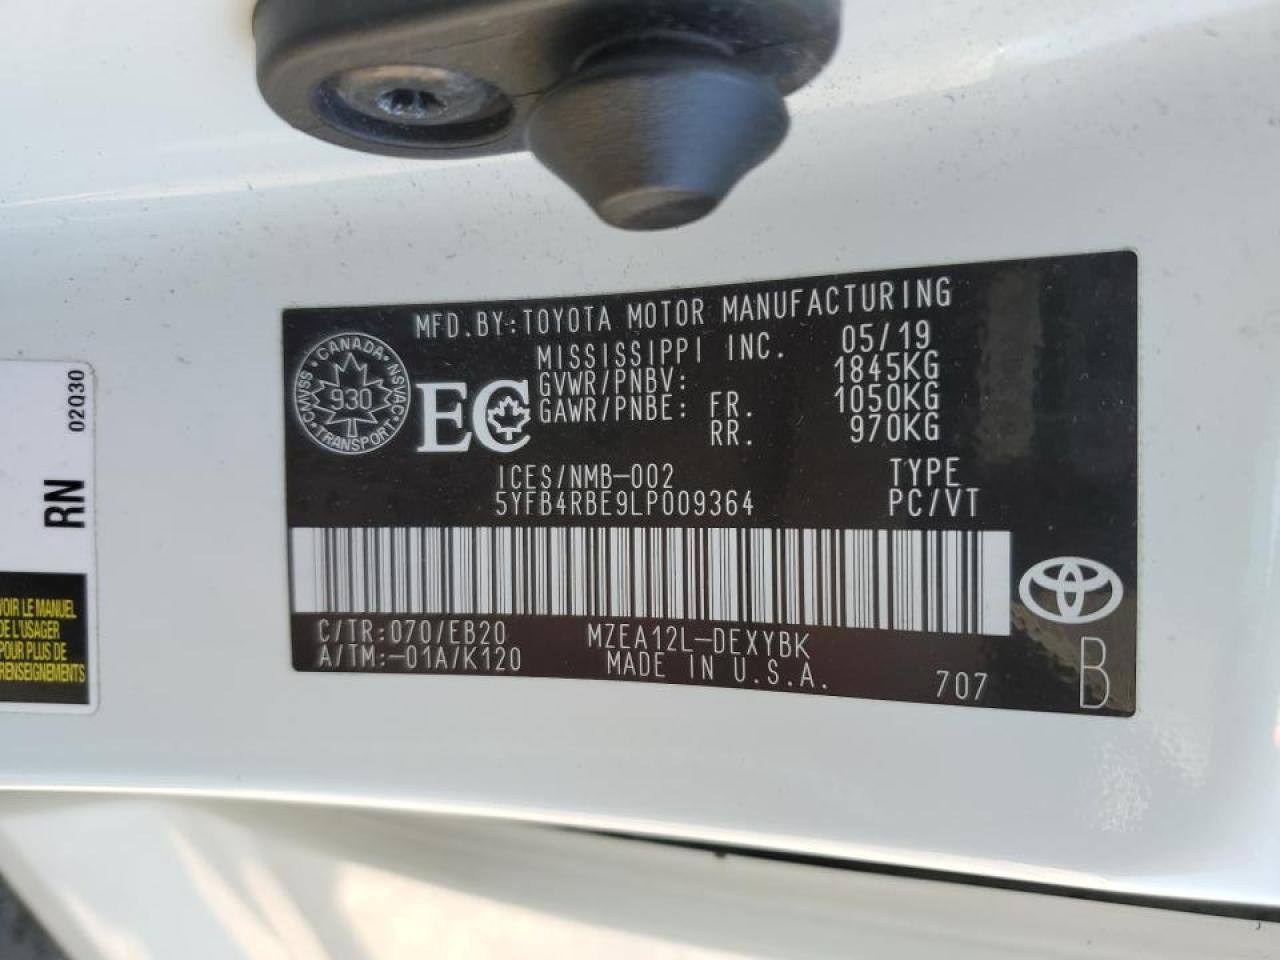 MFD.BY:TOYOTA MOTOR MANUFACTURING
MISSISSIPPI INC. 05/19
GVWR/PNBV: 1845KG
GAWR/PNBE: FR. 1050KG
RR. 970KG
CANADA
NSVAC
TRANSPORT
930
EC
ICES/NMB-002
5YFB4RBE9LP009364
TYPE
PC/VT
C/TR:070/EB20
A/TM:-01A/K120
MZEA12L-DEXYBK
MADE IN U.S.A.
707
B
02Q30
RN
VOIR LE MANUEL
DE L'USAGER
POUR PLUS DE
RENSEIGNEMENTS